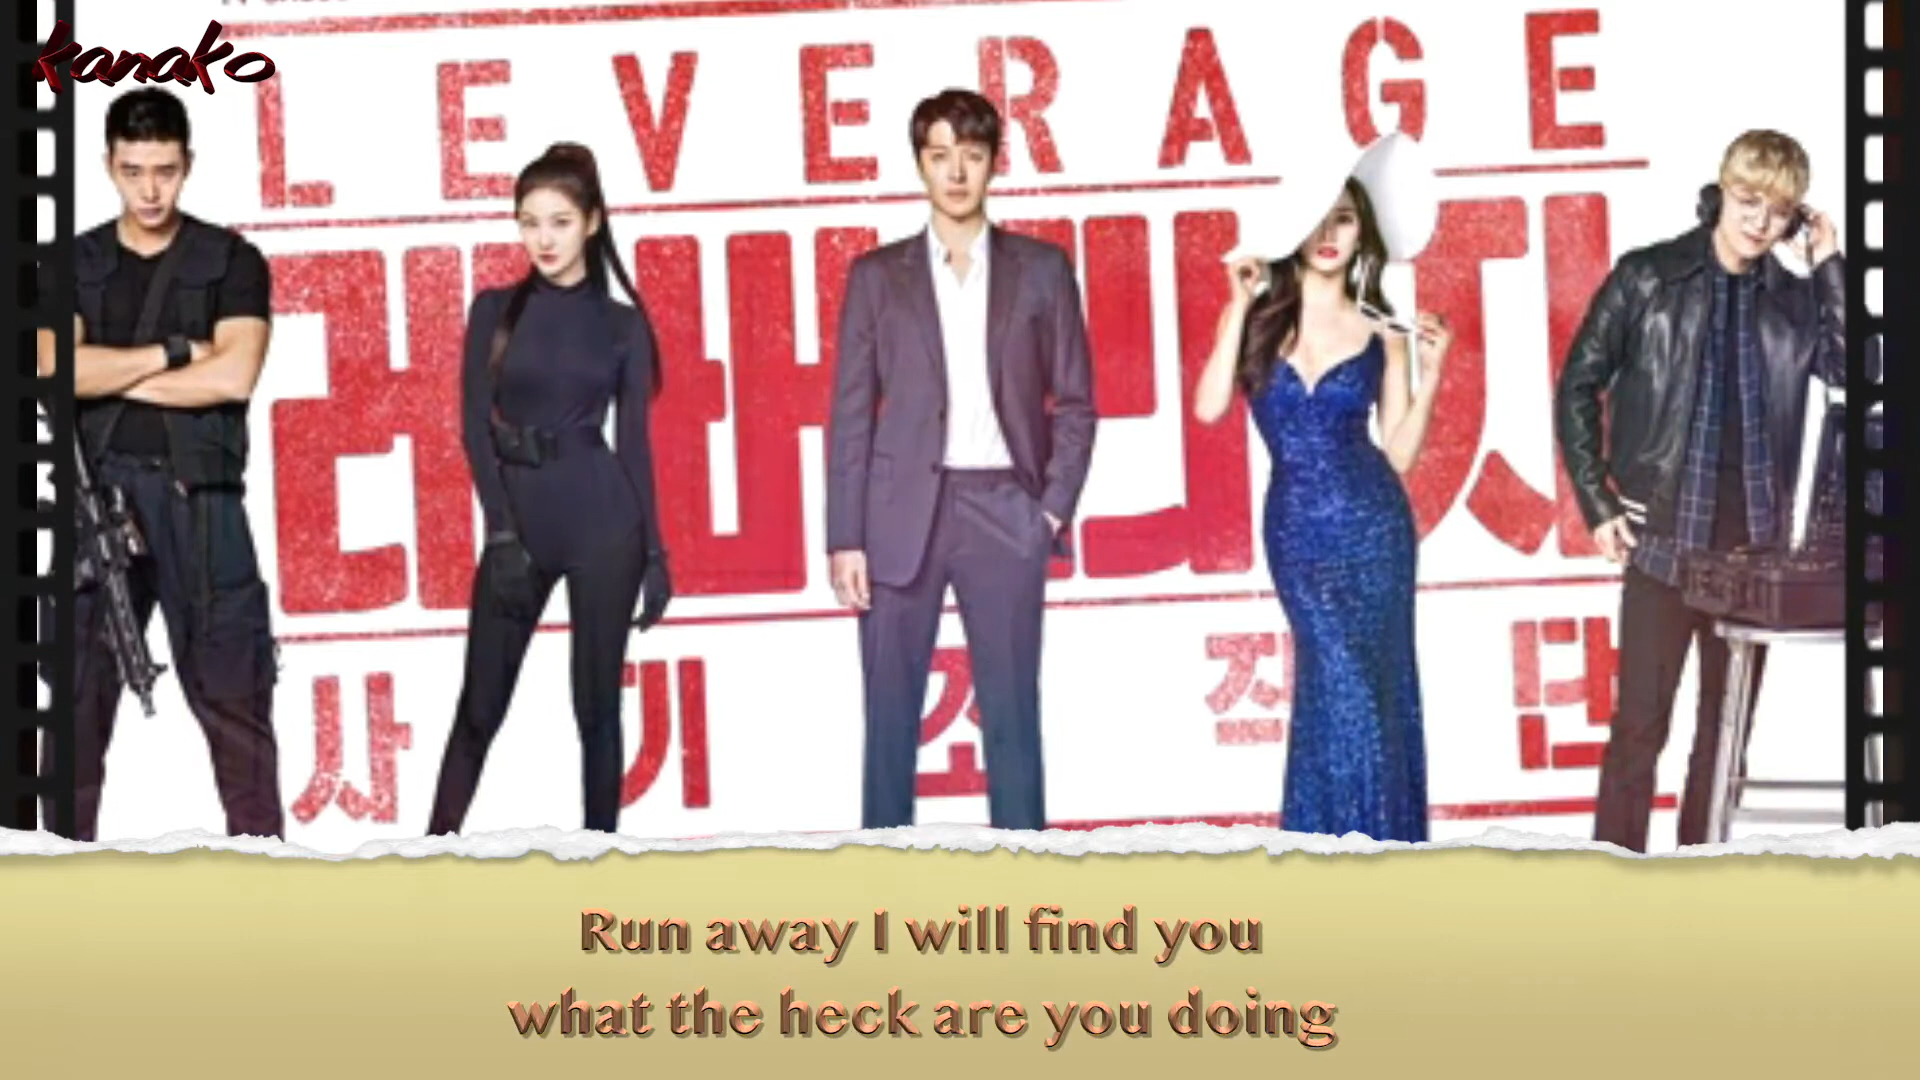 kanako
LEVERAGE
레버리지
사기조작단
Run away I will find you
what the heck are you doing